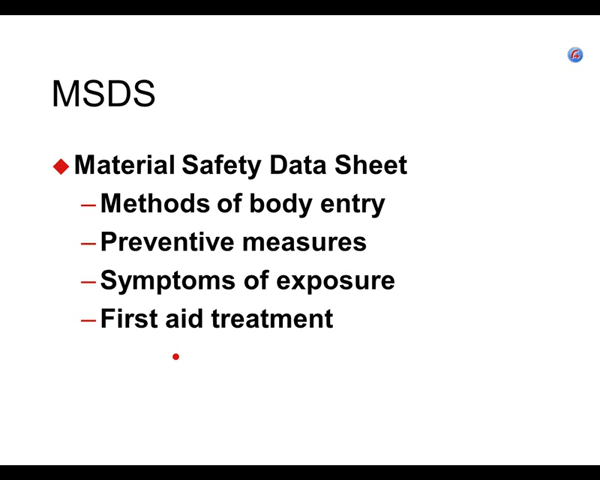 MSDS
Material Safety Data Sheet
– Methods of body entry
– Preventive measures
– Symptoms of exposure
– First aid treatment